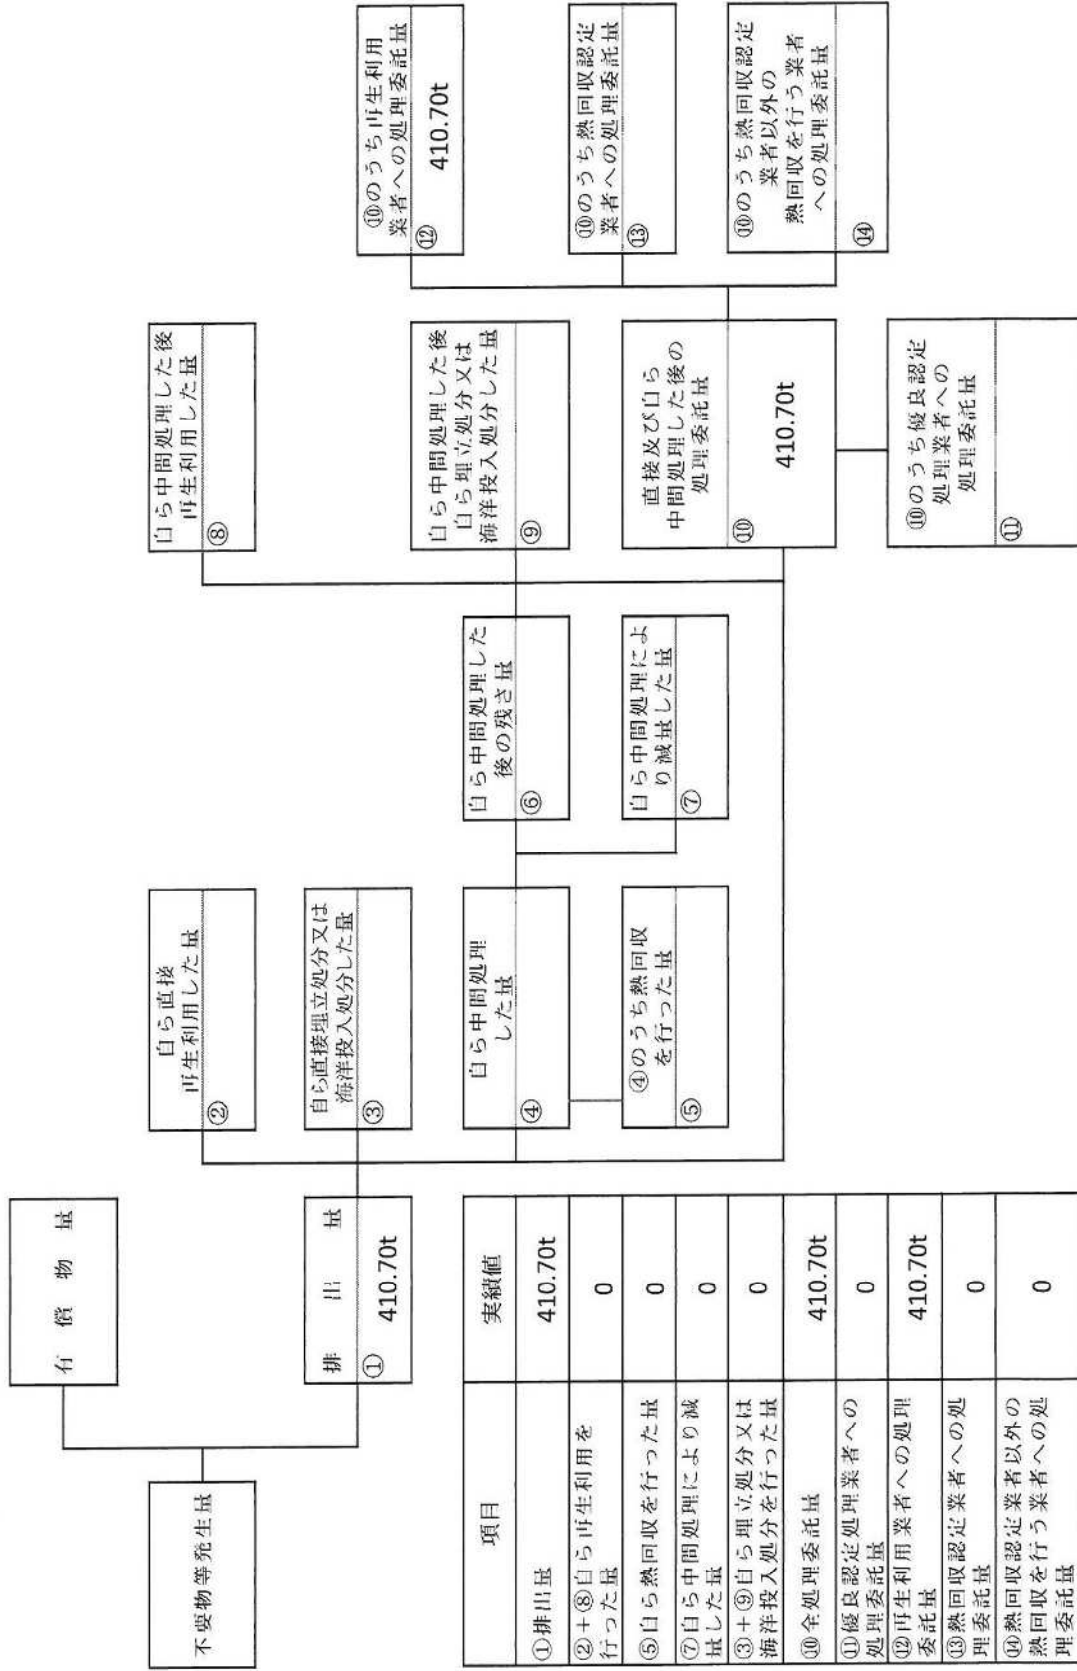 不要物等発生量
有償物量
排出量
①
410.70t
自ら直接
再生利用した量
②
自ら直接埋立処分又は
海洋投入処分した量
③
自ら中間処理
した量
④
④のうち熱回収
を行った量
⑤
自ら中間処理した
後の残さ量
⑥
自ら中間処理によ
り減量した量
⑦
自ら中間処理した後
再生利用した量
⑧
自ら中間処理した後
自ら埋立処分又は
海洋投入処分した量
⑨
直接及び自ら
中間処理した後の
処理委託量
⑩
410.70t
⑩のうち優良認定
処理業者への
処理委託量
⑪
⑩のうち再生利用
業者への処理委託量
⑫
410.70t
⑩のうち熱回収認定
業者への処理委託量
⑬
⑩のうち熱回収認定
業者以外の
熱回収を行う業者
への処理委託量
⑭
項目 実績値
①排出量 410.70t
②+⑧自ら再生利用を
行った量 0
⑤自ら熱回収を行った量 0
⑦自ら中間処理により減
量した量 0
③+⑨自ら埋立処分又は
海洋投入処分を行った量 0
⑩全処理委託量 410.70t
⑪優良認定処理業者への
処理委託量 0
⑫再生利用業者への処理
委託量 410.70t
⑬熱回収認定業者への処
理委託量 0
⑭熱回収認定業者以外の
熱回収を行う業者への処
理委託量 0